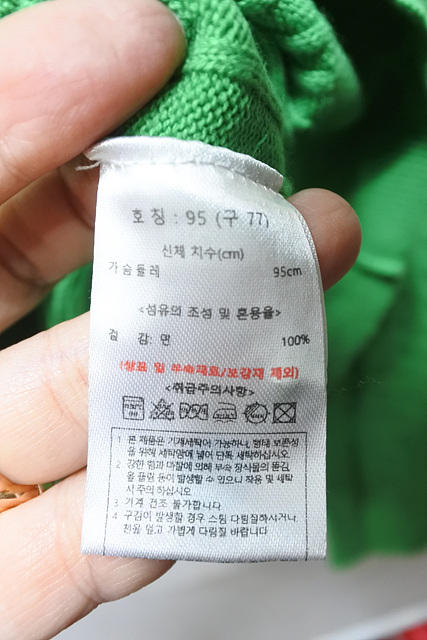 호 칭 : 95 (구 77)
신체 치수(cm)
가슴둘레 95cm
<섬유의 조성 및 혼용율>
겉 감: 면 100%
(상표 및 부속재료/보강재 제외)
<취급주의사항>
1 본 제품은 기계세탁이 가능하나, 형태 보존성
을 위해 세탁망에 넣어 단독 세탁하십시오.
2 강한 힘과 마찰에 의해 부속 장식물의 뜯김,
올 풀림 등이 발생할 수 있으니 착용 및 세탁
시 주의 하십시오.
3 기계 건조 불가합니다.
4 구김이 발생할 경우 스팀 다림질하시거나,
천을 덮고 가볍게 다림질 바랍니다